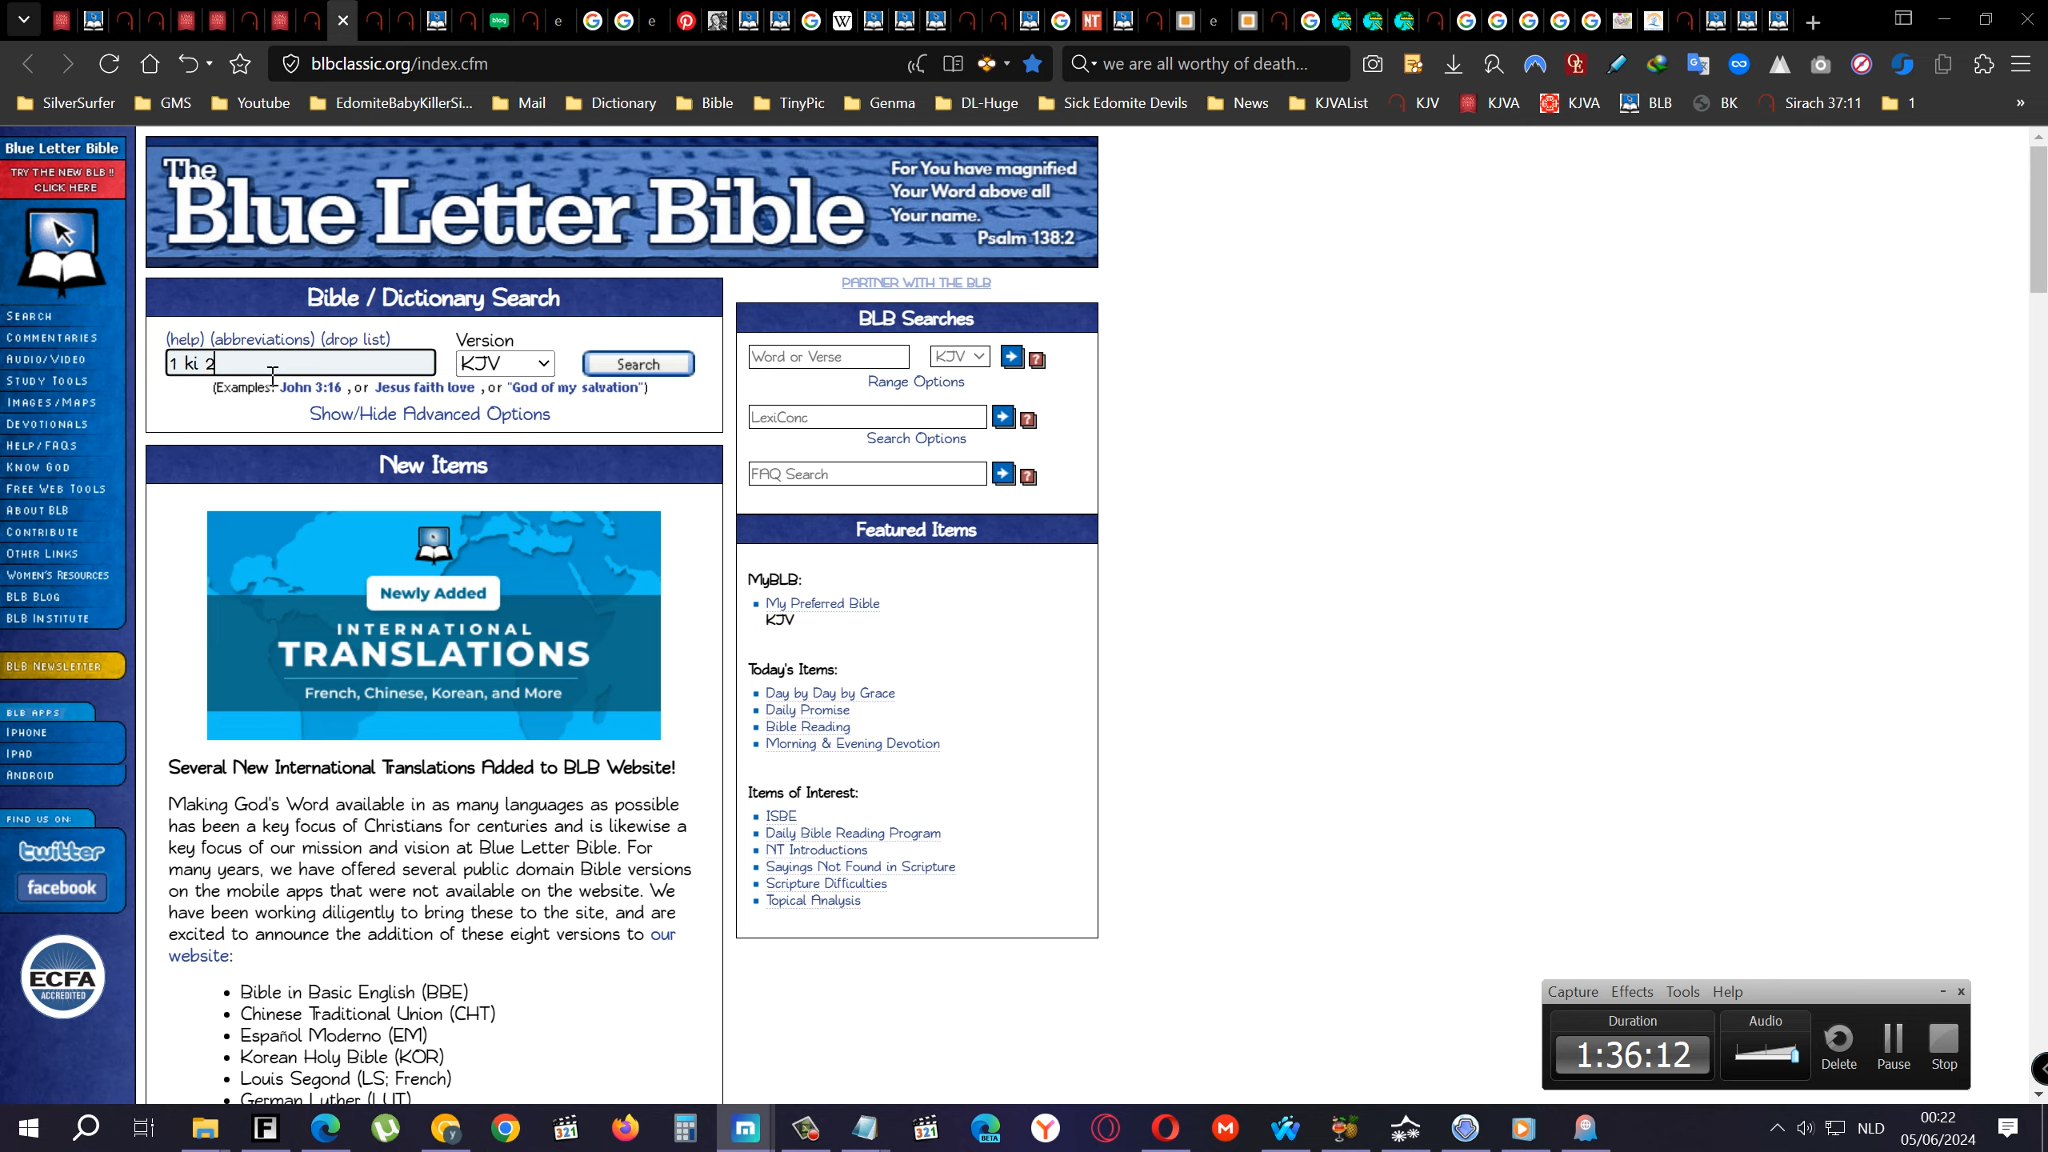 blbclassic.org/index.cfm
we are all worthy of death...
SilverSurfer
GMS
Youtube
EdomiteBabyKillerSi...
Mail
Dictionary
Bible
TinyPic
Genma
DL-Huge
Sick Edomite Devils
News
KJVAList
KJV
KJVA
KJVA
BLB
BK
Sirach 37:11
1
Blue Letter Bible
TRY THE NEW BLB !!
CLICK HERE
SEARCH
COMMENTARIES
AUDIO/VIDEO
STUDY TOOLS
IMAGES/MAPS
DEVOTIONALS
HELP/FAQS
KNOW GOD
FREE WEB TOOLS
ABOUT BLB
CONTRIBUTE
OTHER LINKS
WOMEN'S RESOURCES
BLB BLOG
BLB INSTITUTE
BLB NEWSLETTER
BLB APPS
IPHONE
IPAD
ANDROID
FIND US ON:
twitter
facebook
ECFA
ACCREDITED
The
Blue Letter Bible
For You have magnified
Your Word above all
Your name.
Psalm 138:2
Bible / Dictionary Search
(help) (abbreviations) (drop list)
Version
1 ki 2
KJV
Search
(Examples: John 3:16 , or Jesus faith love , or "God of my salvation")
Show/Hide Advanced Options
New Items
Newly Added
INTERNATIONAL
TRANSLATIONS
French, Chinese, Korean, and More
Several New International Translations Added to BLB Website!
Making God's Word available in as many languages as possible
has been a key focus of Christians for centuries and is likewise a
key focus of our mission and vision at Blue Letter Bible. For
many years, we have offered several public domain Bible versions
on the mobile apps that were not available on the website. We
have been working diligently to bring these to the site, and are
excited to announce the addition of these eight versions to our
website:
Bible in Basic English (BBE)
Chinese Traditional Union (CHT)
Español Moderno (EM)
Korean Holy Bible (KOR)
Louis Segond (LS; French)
German Luther (LUT)
PARTNER WITH THE BLB
BLB Searches
Word or Verse
KJV
Range Options
LexiConc
Search Options
FAQ Search
Featured Items
MyBLB:
My Preferred Bible
KJV
Today's Items:
Day by Day by Grace
Daily Promise
Bible Reading
Morning & Evening Devotion
Items of Interest:
ISBE
Daily Bible Reading Program
NT Introductions
Sayings Not Found in Scripture
Scripture Difficulties
Topical Analysis
Capture Effects Tools Help
Duration
Audio
1:36:12
Delete
Pause
Stop
NLD
00:22
05/06/2024